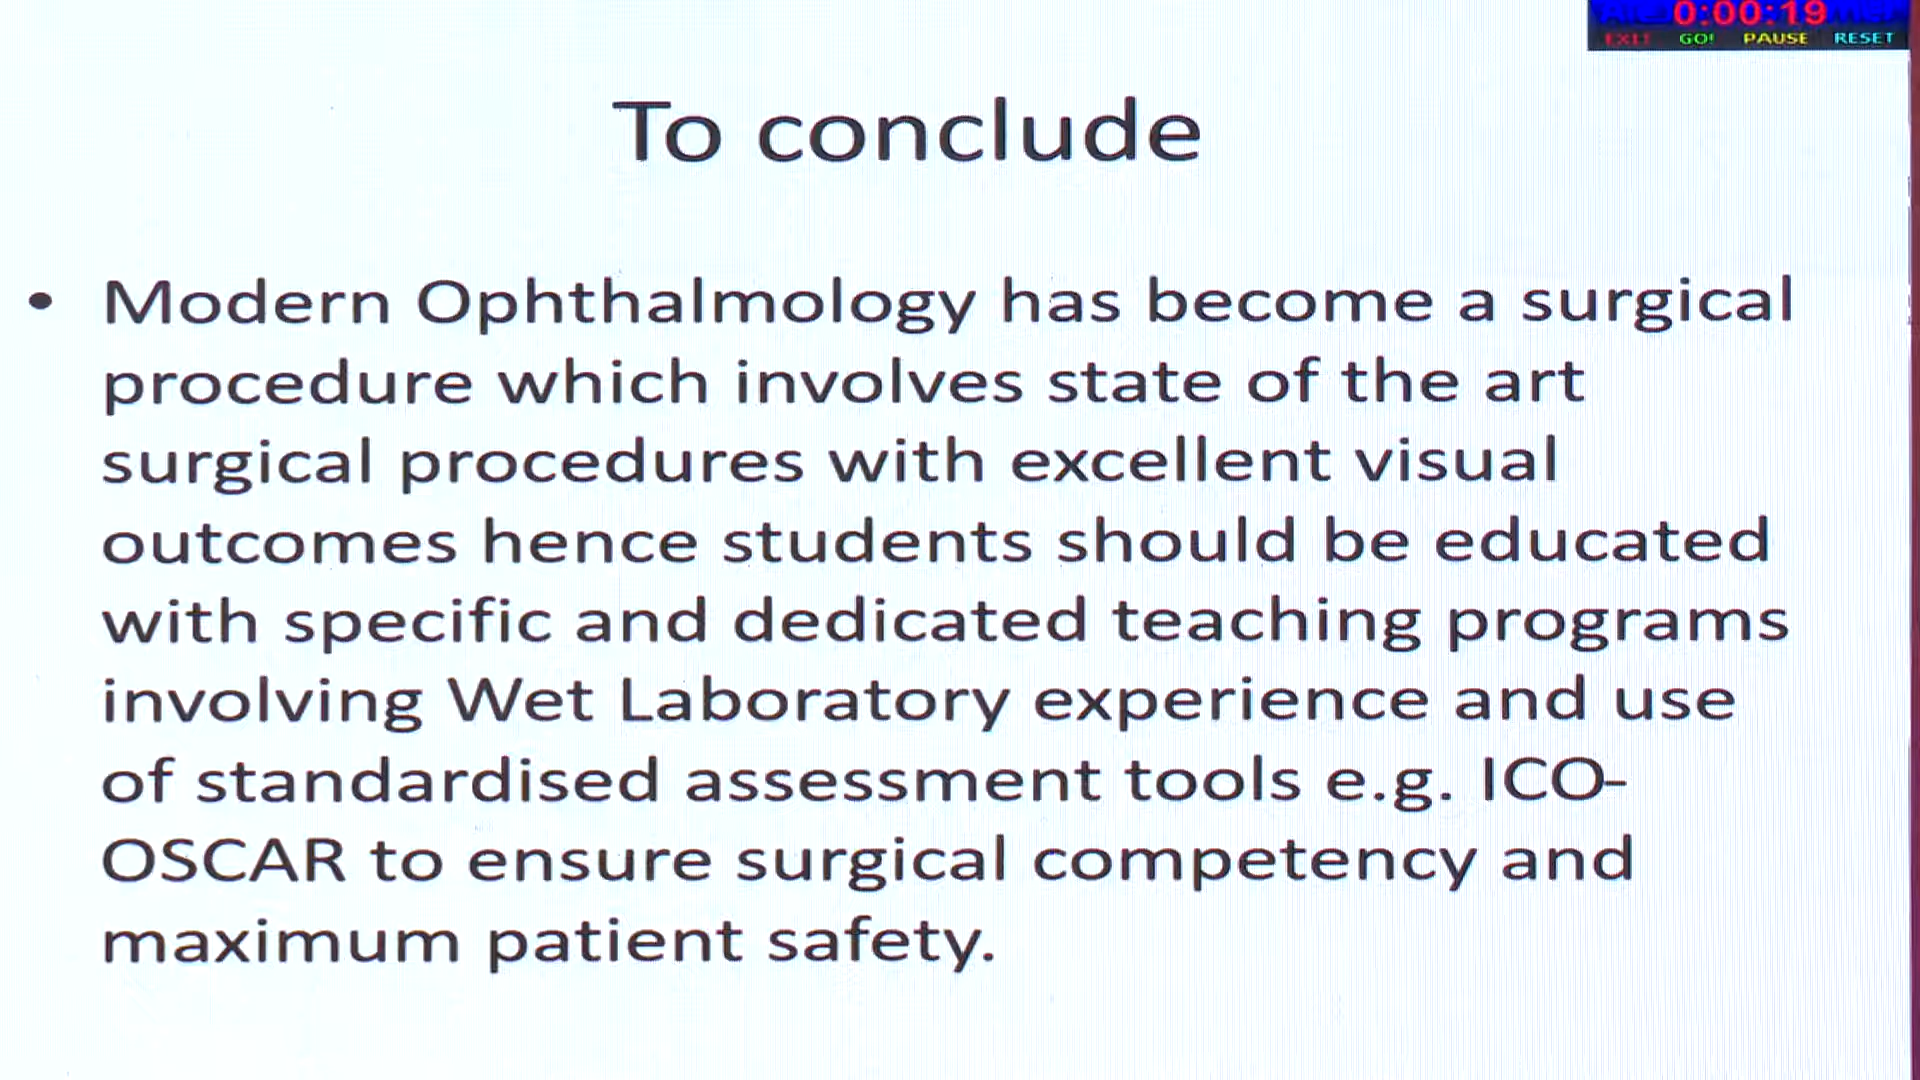 0:00:19
EXIT GO! PAUSE RESET
To conclude
• Modern Ophthalmology has become a surgical
procedure which involves state of the art
surgical procedures with excellent visual
outcomes hence students should be educated
with specific and dedicated teaching programs
involving Wet Laboratory experience and use
of standardised assessment tools e.g. ICO-
OSCAR to ensure surgical competency and
maximum patient safety.